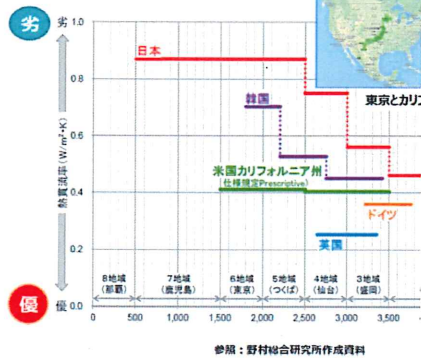 劣
劣 1.0
日本
0.8
韓国
東京とカリフ
0.6
熱貫流率(W/m²・K)
米国カリフォルニア州
(仕様規定Prescriptive)
0.4
ドイツ
英国
0.2
8地域
(那覇)
7地域
(鹿児島)
6地域
(東京)
5地域
(つくば)
4地域
(仙台)
3地域
(盛岡)
優
優 0.0
0
500
1,000
1,500
2,000
2,500
3,000
3,500
参照:野村総合研究所作成資料